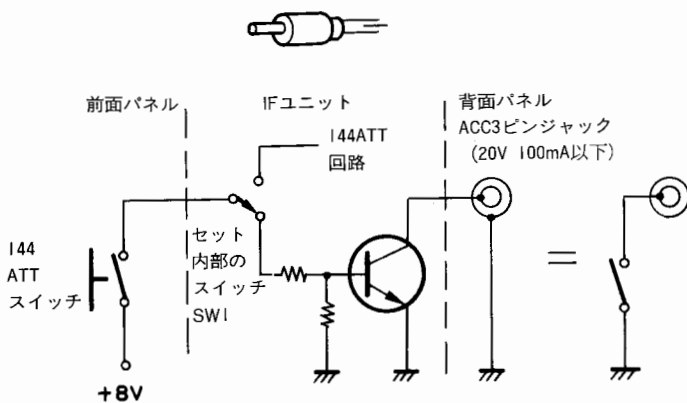 前面パネル
IFユニット
背面パネル
ACC3ピンジャック
(20V 100mA以下)
144ATT
回路
144
ATT
スイッチ
セット
内部の
スイッチ
SW1
+8V
=